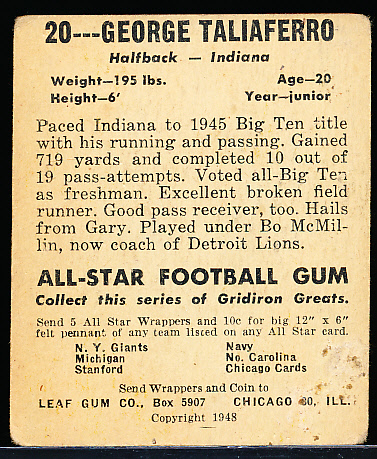 20---GEORGE TALIAFERRO
Halfback — Indiana
Weight—195 lbs. Age—20
Height—6' Year—junior
Paced Indiana to 1945 Big Ten title
with his running and passing. Gained
719 yards and completed 10 out of
19 pass-attempts. Voted all-Big Ten
as freshman. Excellent broken field
runner. Good pass receiver, too. Hails
from Gary. Played under Bo McMil-
lin, now coach of Detroit Lions.
ALL-STAR FOOTBALL GUM
Collect this series of Gridiron Greats.
Send 5 All Star Wrappers and 10c for big 12" x 6"
felt pennant of any team listed on any All Star card.
N. Y. Giants Navy
Michigan No. Carolina
Stanford Chicago Cards
Send Wrappers and Coin to
LEAF GUM CO., Box 5907 CHICAGO 80, ILL.
Copyright 1948